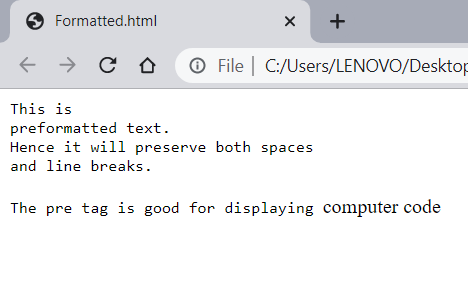 Formatted.html
File | C:/Users/LENOVO/Desktop
This is
preformatted text.
Hence it will preserve both spaces
and line breaks.
The pre tag is good for displaying computer code